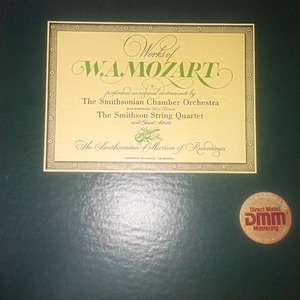 Works of
W.A.MOZART
performed on original instruments by
The Smithsonian Chamber Orchestra
The Smithson String Quartet
and Guest Artists
The Smithsonian Collection of Recordings
Direct Metal
DMM
Mastering